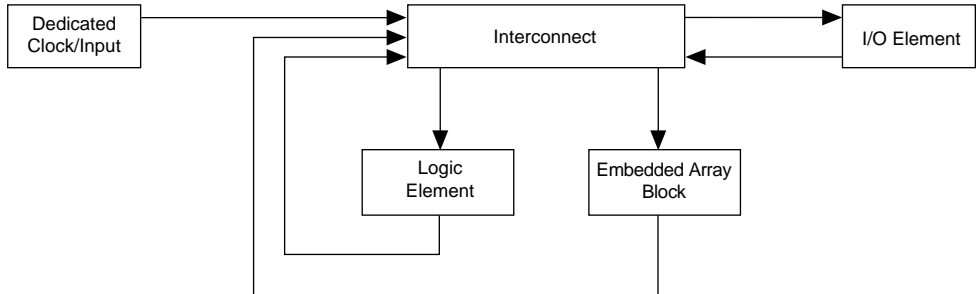 Dedicated
Clock/Input
Interconnect
I/O Element
Logic
Element
Embedded Array
Block